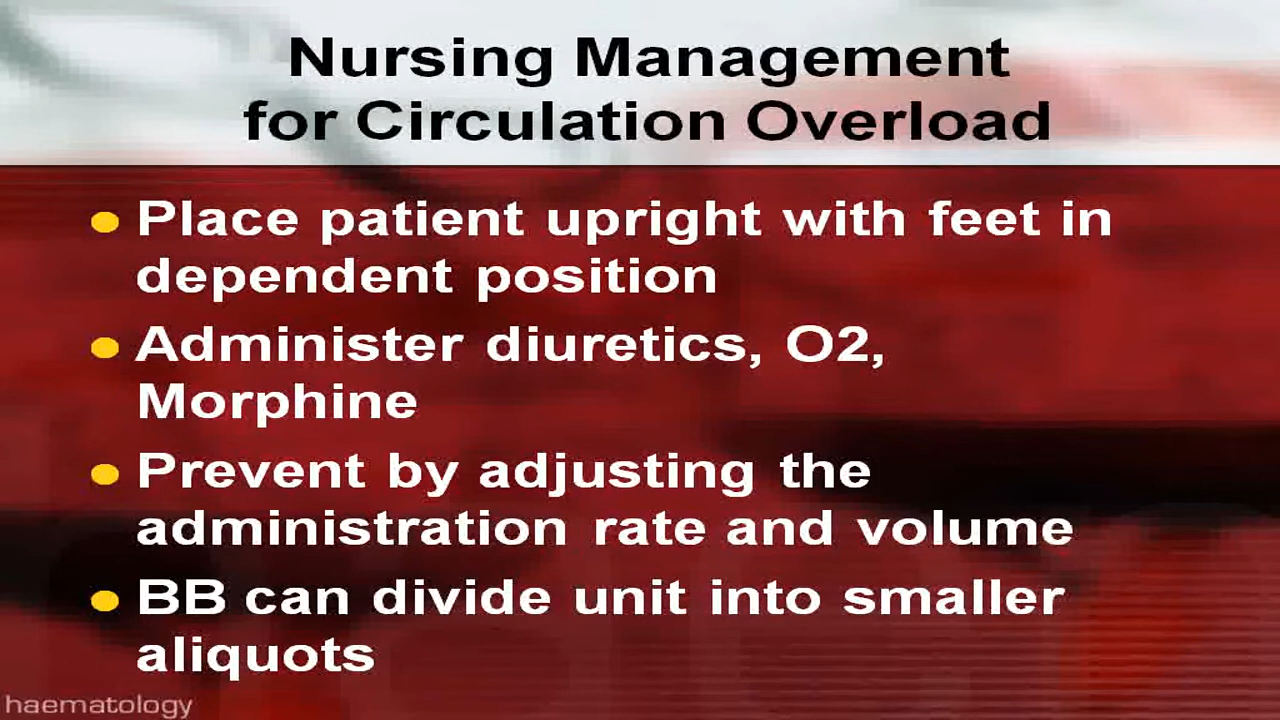 Nursing Management
for Circulation Overload
Place patient upright with feet in
dependent position
Administer diuretics, O2,
Morphine
Prevent by adjusting the
administration rate and volume
BB can divide unit into smaller
aliquots
haematology